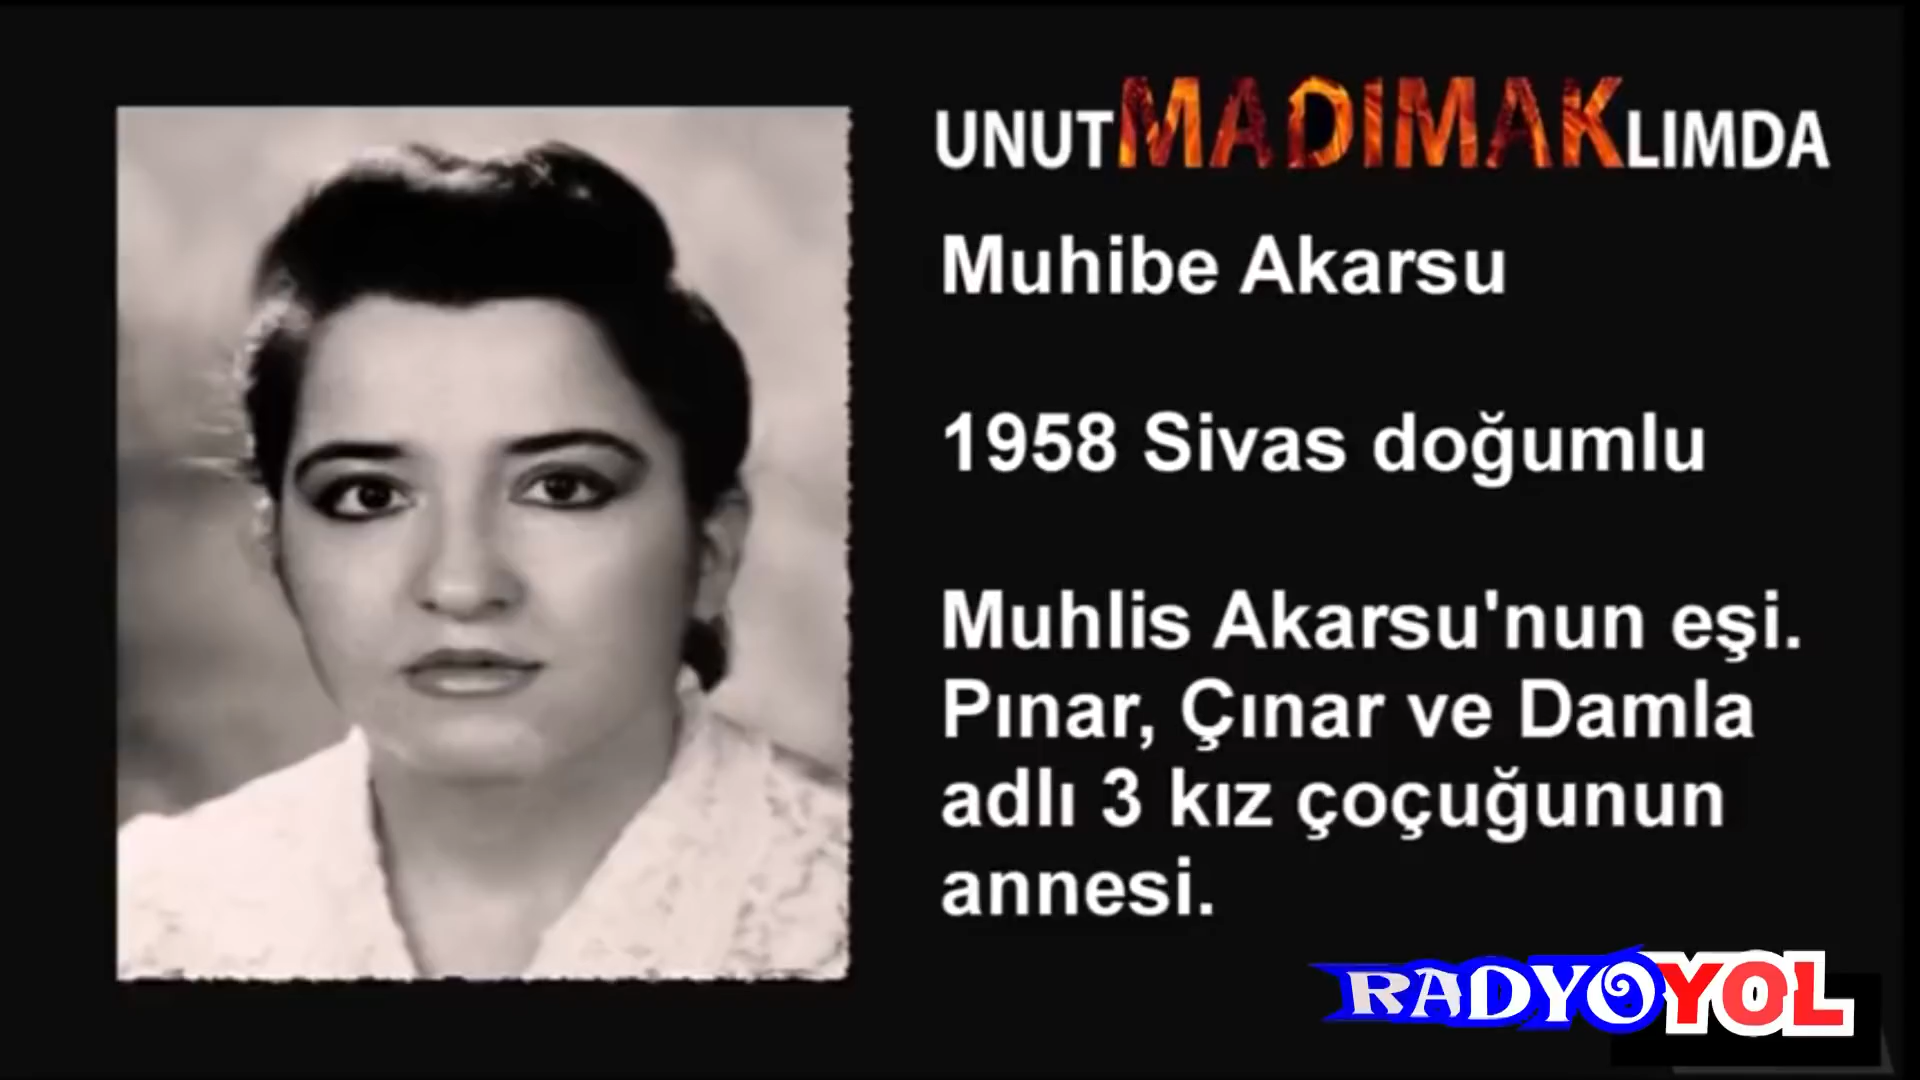 UNUTMADIMAKLIMDA
Muhibe Akarsu
1958 Sivas doğumlu
Muhlis Akarsu'nun eşi.
Pınar, Çınar ve Damla
adlı 3 kız çoçuğunun
annesi.
RADYOYOL